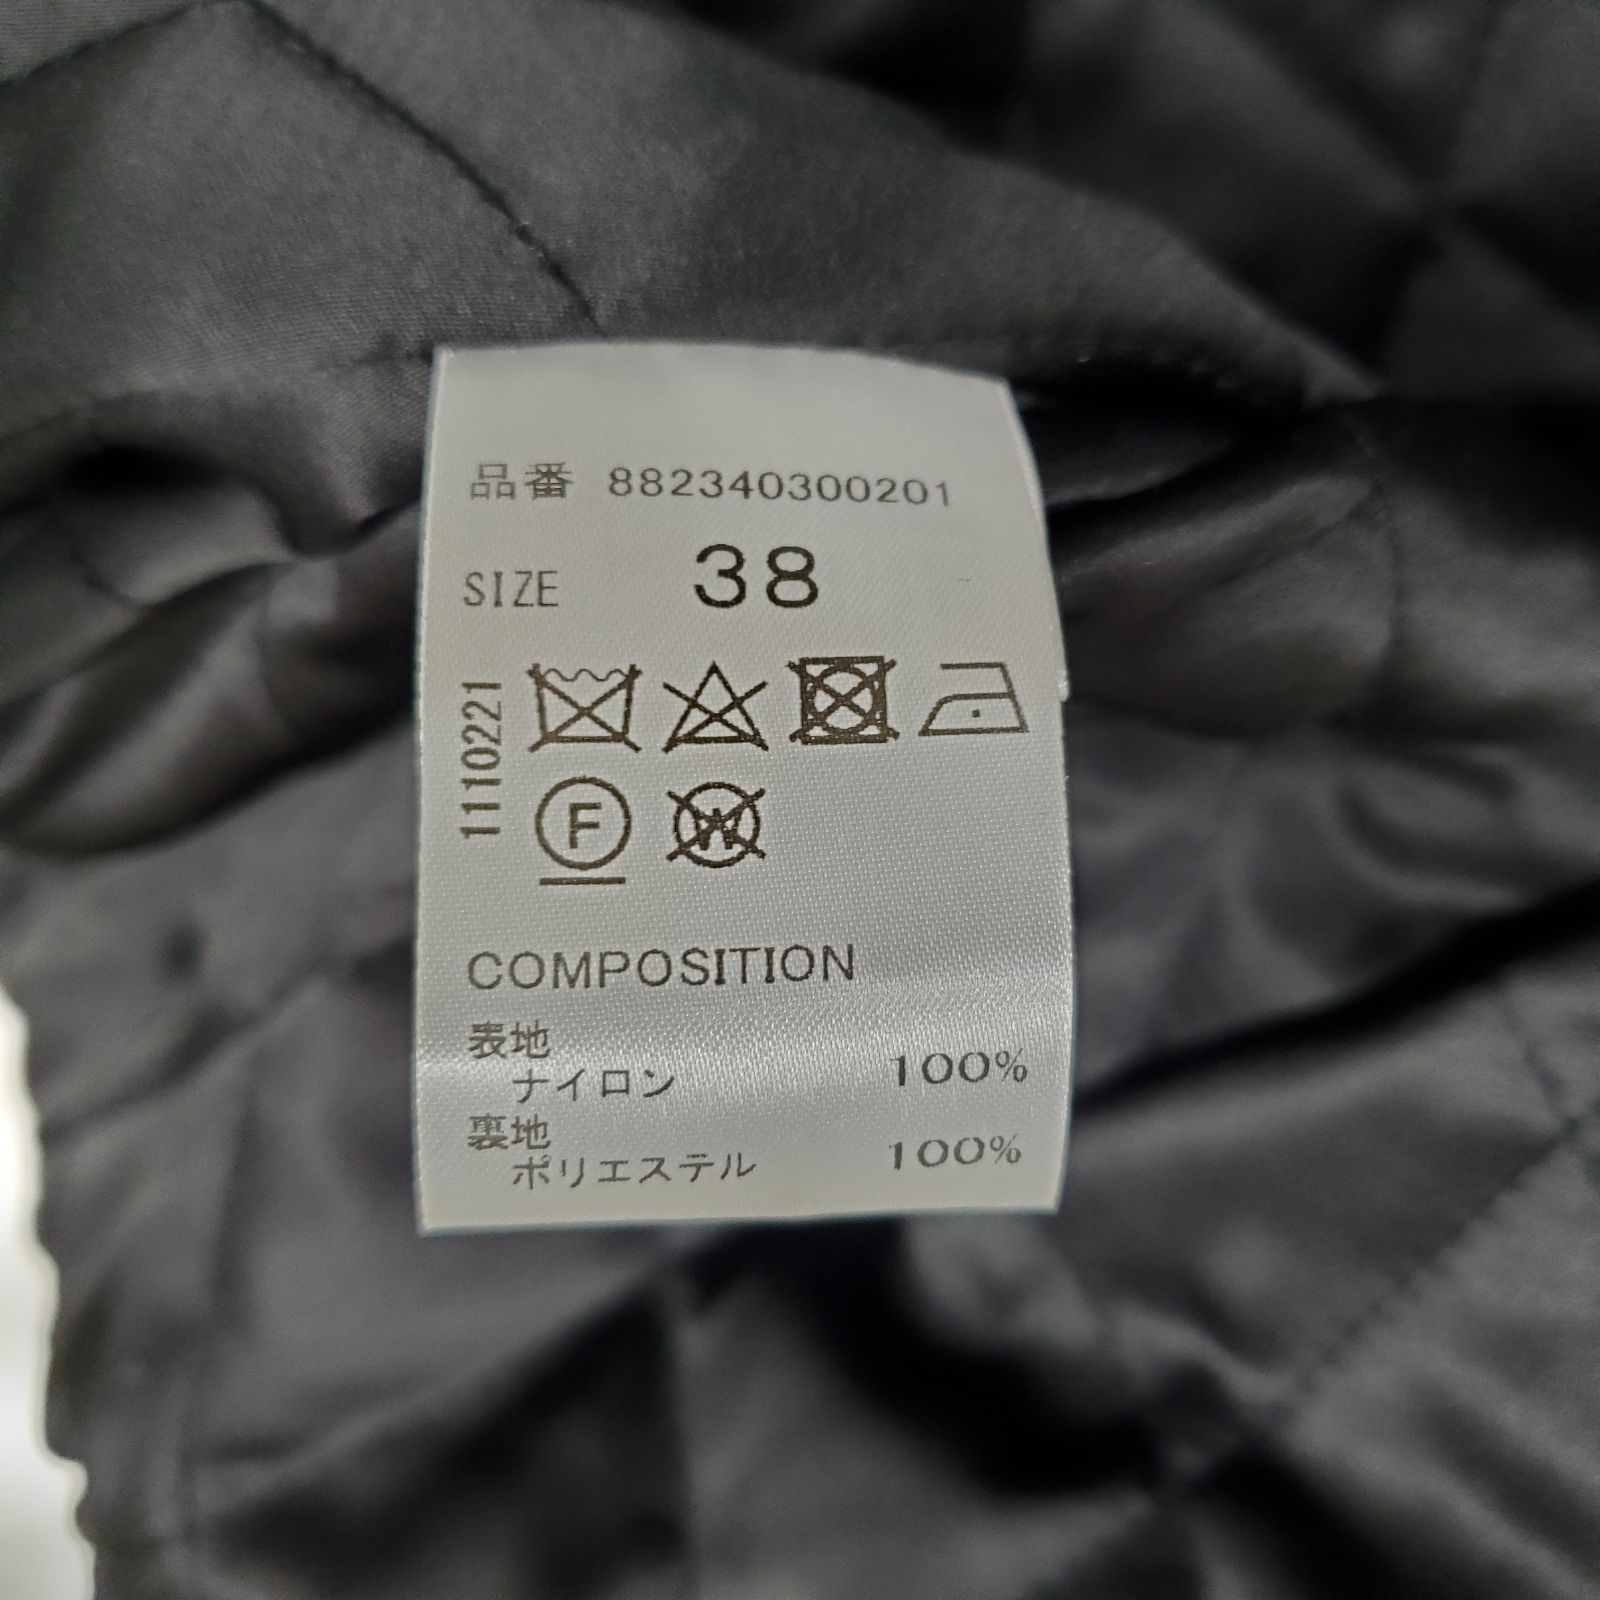 品番 882340300201
SIZE 38
1110221
F W
COMPOSITION
表地
ナイロン 100%
裏地
ポリエステル 100%